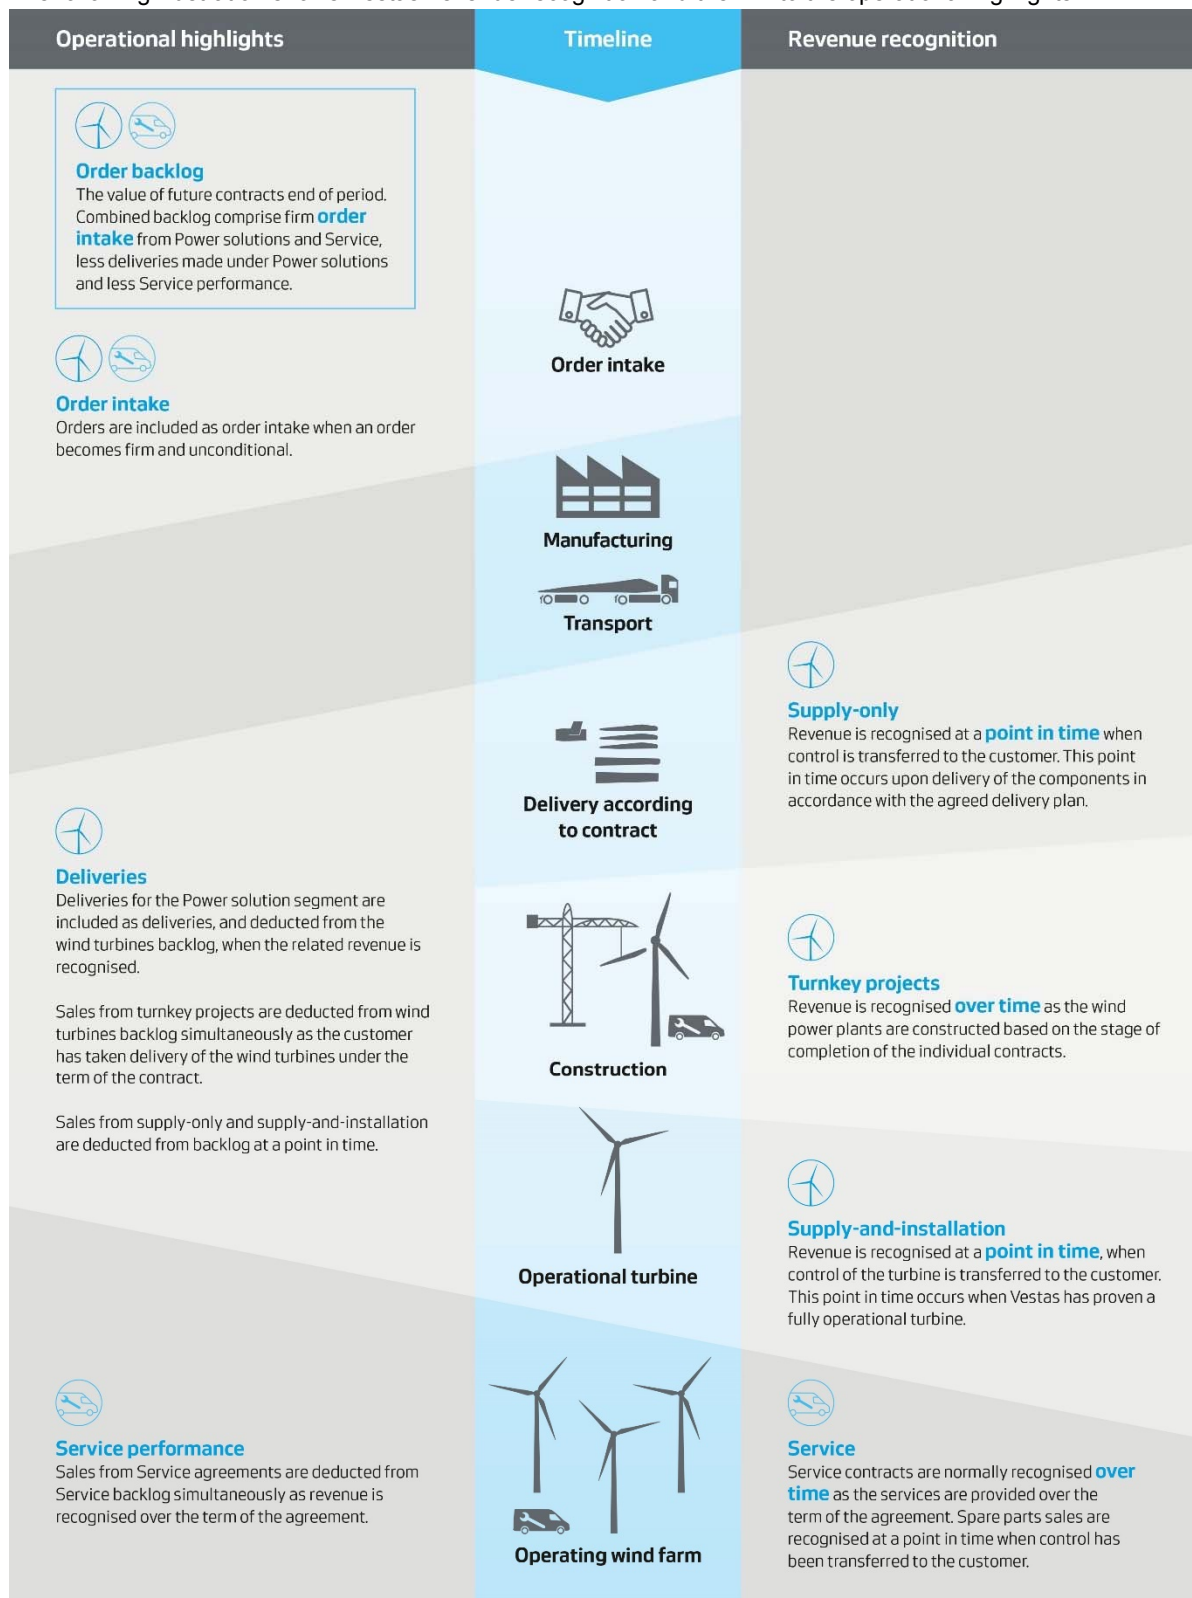 Operational highlights
Timeline
Revenue recognition
Order backlog
The value of future contracts end of period.
Combined backlog comprise firm order
intake from Power solutions and Service,
less deliveries made under Power solutions
and less Service performance.
Order intake
Order intake
Orders are included as order intake when an order
becomes firm and unconditional.
Manufacturing
Transport
Supply-only
Revenue is recognised at a point in time when
control is transferred to the customer. This point
in time occurs upon delivery of the components in
accordance with the agreed delivery plan.
Delivery according
to contract
Deliveries
Deliveries for the Power solution segment are
included as deliveries, and deducted from the
wind turbines backlog, when the related revenue is
recognised.
Sales from turnkey projects are deducted from wind
turbines backlog simultaneously as the customer
has taken delivery of the wind turbines under the
term of the contract.
Sales from supply-only and supply-and-installation
are deducted from backlog at a point in time.
Turnkey projects
Revenue is recognised over time as the wind
power plants are constructed based on the stage of
completion of the individual contracts.
Construction
Supply-and-installation
Revenue is recognised at a point in time, when
control of the turbine is transferred to the customer.
This point in time occurs when Vestas has proven a
fully operational turbine.
Operational turbine
Service performance
Sales from Service agreements are deducted from
Service backlog simultaneously as revenue is
recognised over the term of the agreement.
Service
Service contracts are normally recognised over
time as the services are provided over the
term of the agreement. Spare parts sales are
recognised at a point in time when control has
been transferred to the customer.
Operating wind farm